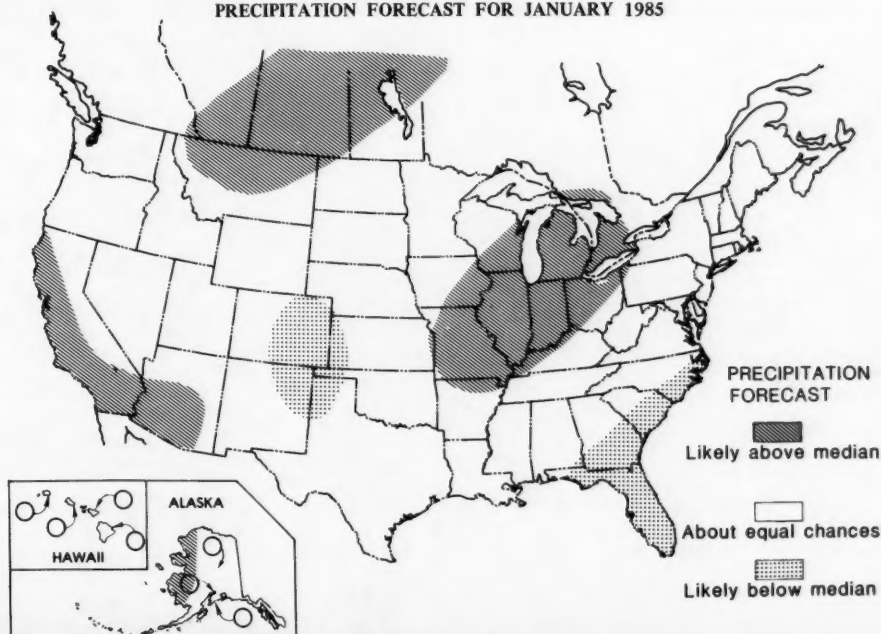 PRECIPITATION FORECAST FOR JANUARY 1985
PRECIPITATION
FORECAST
Likely above median
About equal chances
Likely below median
HAWAII
ALASKA